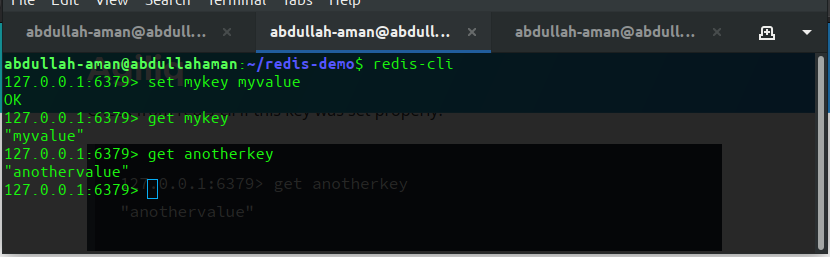 File Edit View Search Terminal Tabs Help
abdullah-aman@abdull... × abdullah-aman@abdull... × abdullah-aman@abdull... ×
abdullah-aman@abdullahaman:~/redis-demo$ redis-cli
127.0.0.1:6379> set mykey myvalue
OK
127.0.0.1:6379> get mykey
this key was set properly.
"myvalue"
127.0.0.1:6379> get anotherkey
"anothervalue"
127.0.0.1:6379>
127.0.0.1:6379> get anotherkey
"anothervalue"